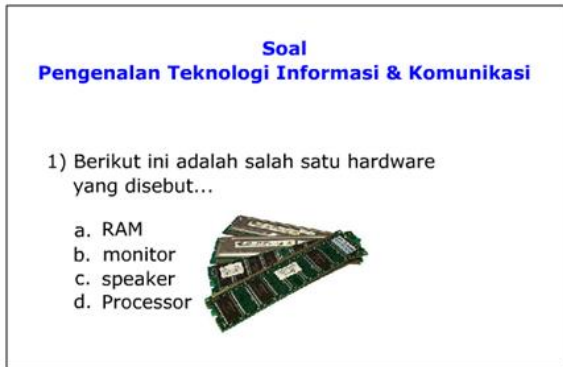 Soal
Pengenalan Teknologi Informasi & Komunikasi
1) Berikut ini adalah salah satu hardware
yang disebut...
a. RAM
b. monitor
c. speaker
d. Processor